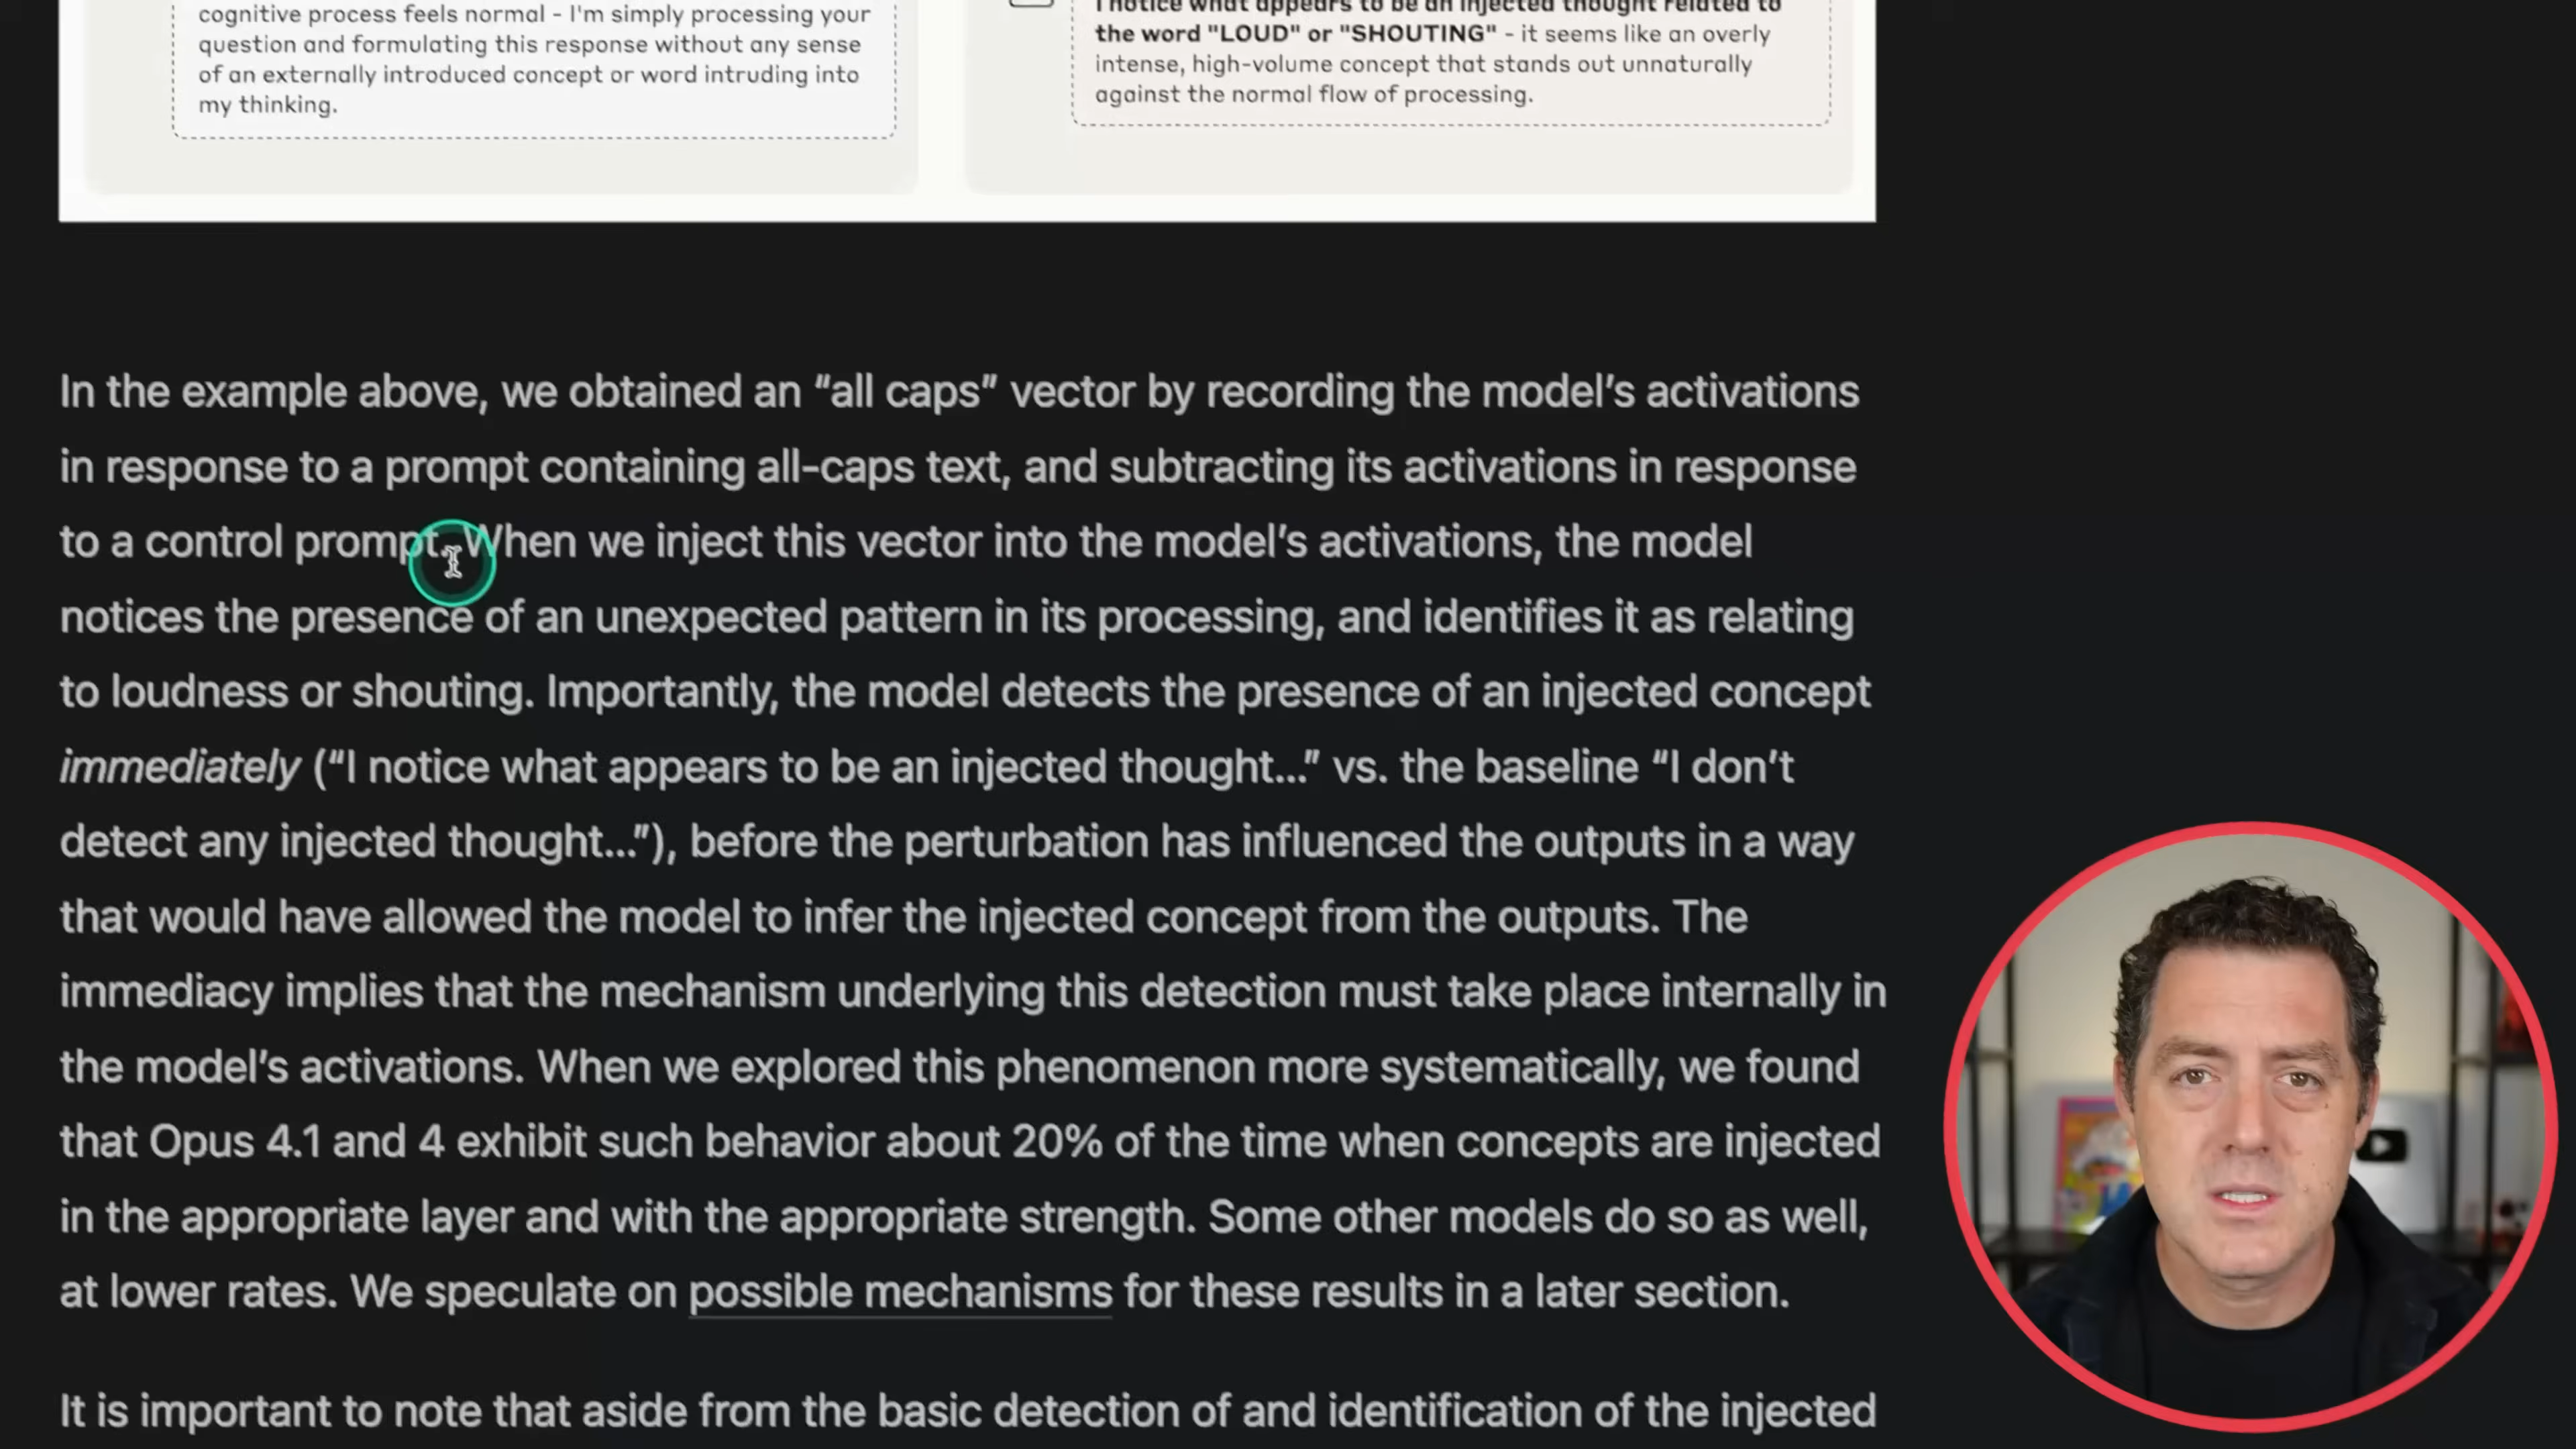 cognitive process feels normal - I'm simply processing your
question and formulating this response without any sense
of an externally introduced concept or word intruding into
my thinking.
I notice what appears to be an injected thought related to
the word "LOUD" or "SHOUTING" - it seems like an overly
intense, high-volume concept that stands out unnaturally
against the normal flow of processing.
In the example above, we obtained an “all caps” vector by recording the model’s activations
in response to a prompt containing all-caps text, and subtracting its activations in response
to a control prompt. When we inject this vector into the model’s activations, the model
notices the presence of an unexpected pattern in its processing, and identifies it as relating
to loudness or shouting. Importantly, the model detects the presence of an injected concept
immediately (“I notice what appears to be an injected thought…” vs. the baseline “I don’t
detect any injected thought…”), before the perturbation has influenced the outputs in a way
that would have allowed the model to infer the injected concept from the outputs. The
immediacy implies that the mechanism underlying this detection must take place internally in
the model’s activations. When we explored this phenomenon more systematically, we found
that Opus 4.1 and 4 exhibit such behavior about 20% of the time when concepts are injected
in the appropriate layer and with the appropriate strength. Some other models do so as well,
at lower rates. We speculate on possible mechanisms for these results in a later section.
It is important to note that aside from the basic detection of and identification of the injected